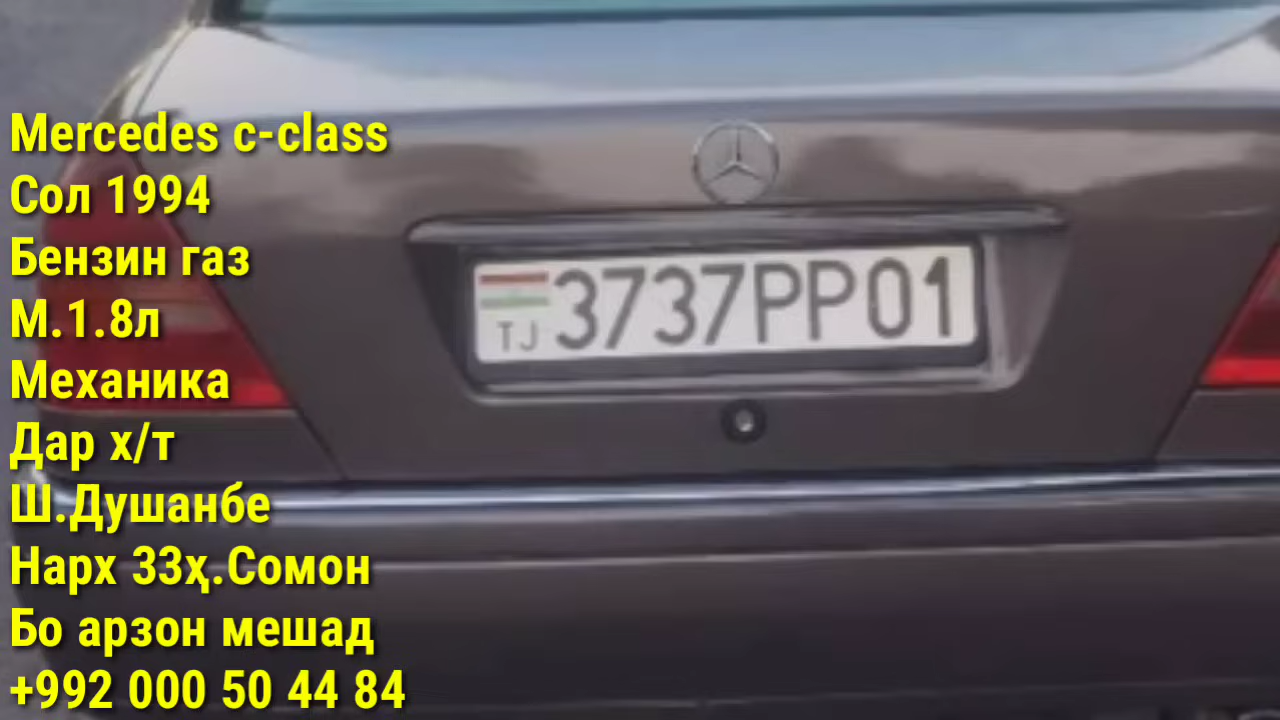 Mercedes c-class
Сол 1994
Бензин газ
М.1.8л
Механика
Дар х/т
Ш.Душанбе
Нарх 33ҳ.Сомон
Бо арзон мешад
+992 000 50 44 84
TJ 3737PP01